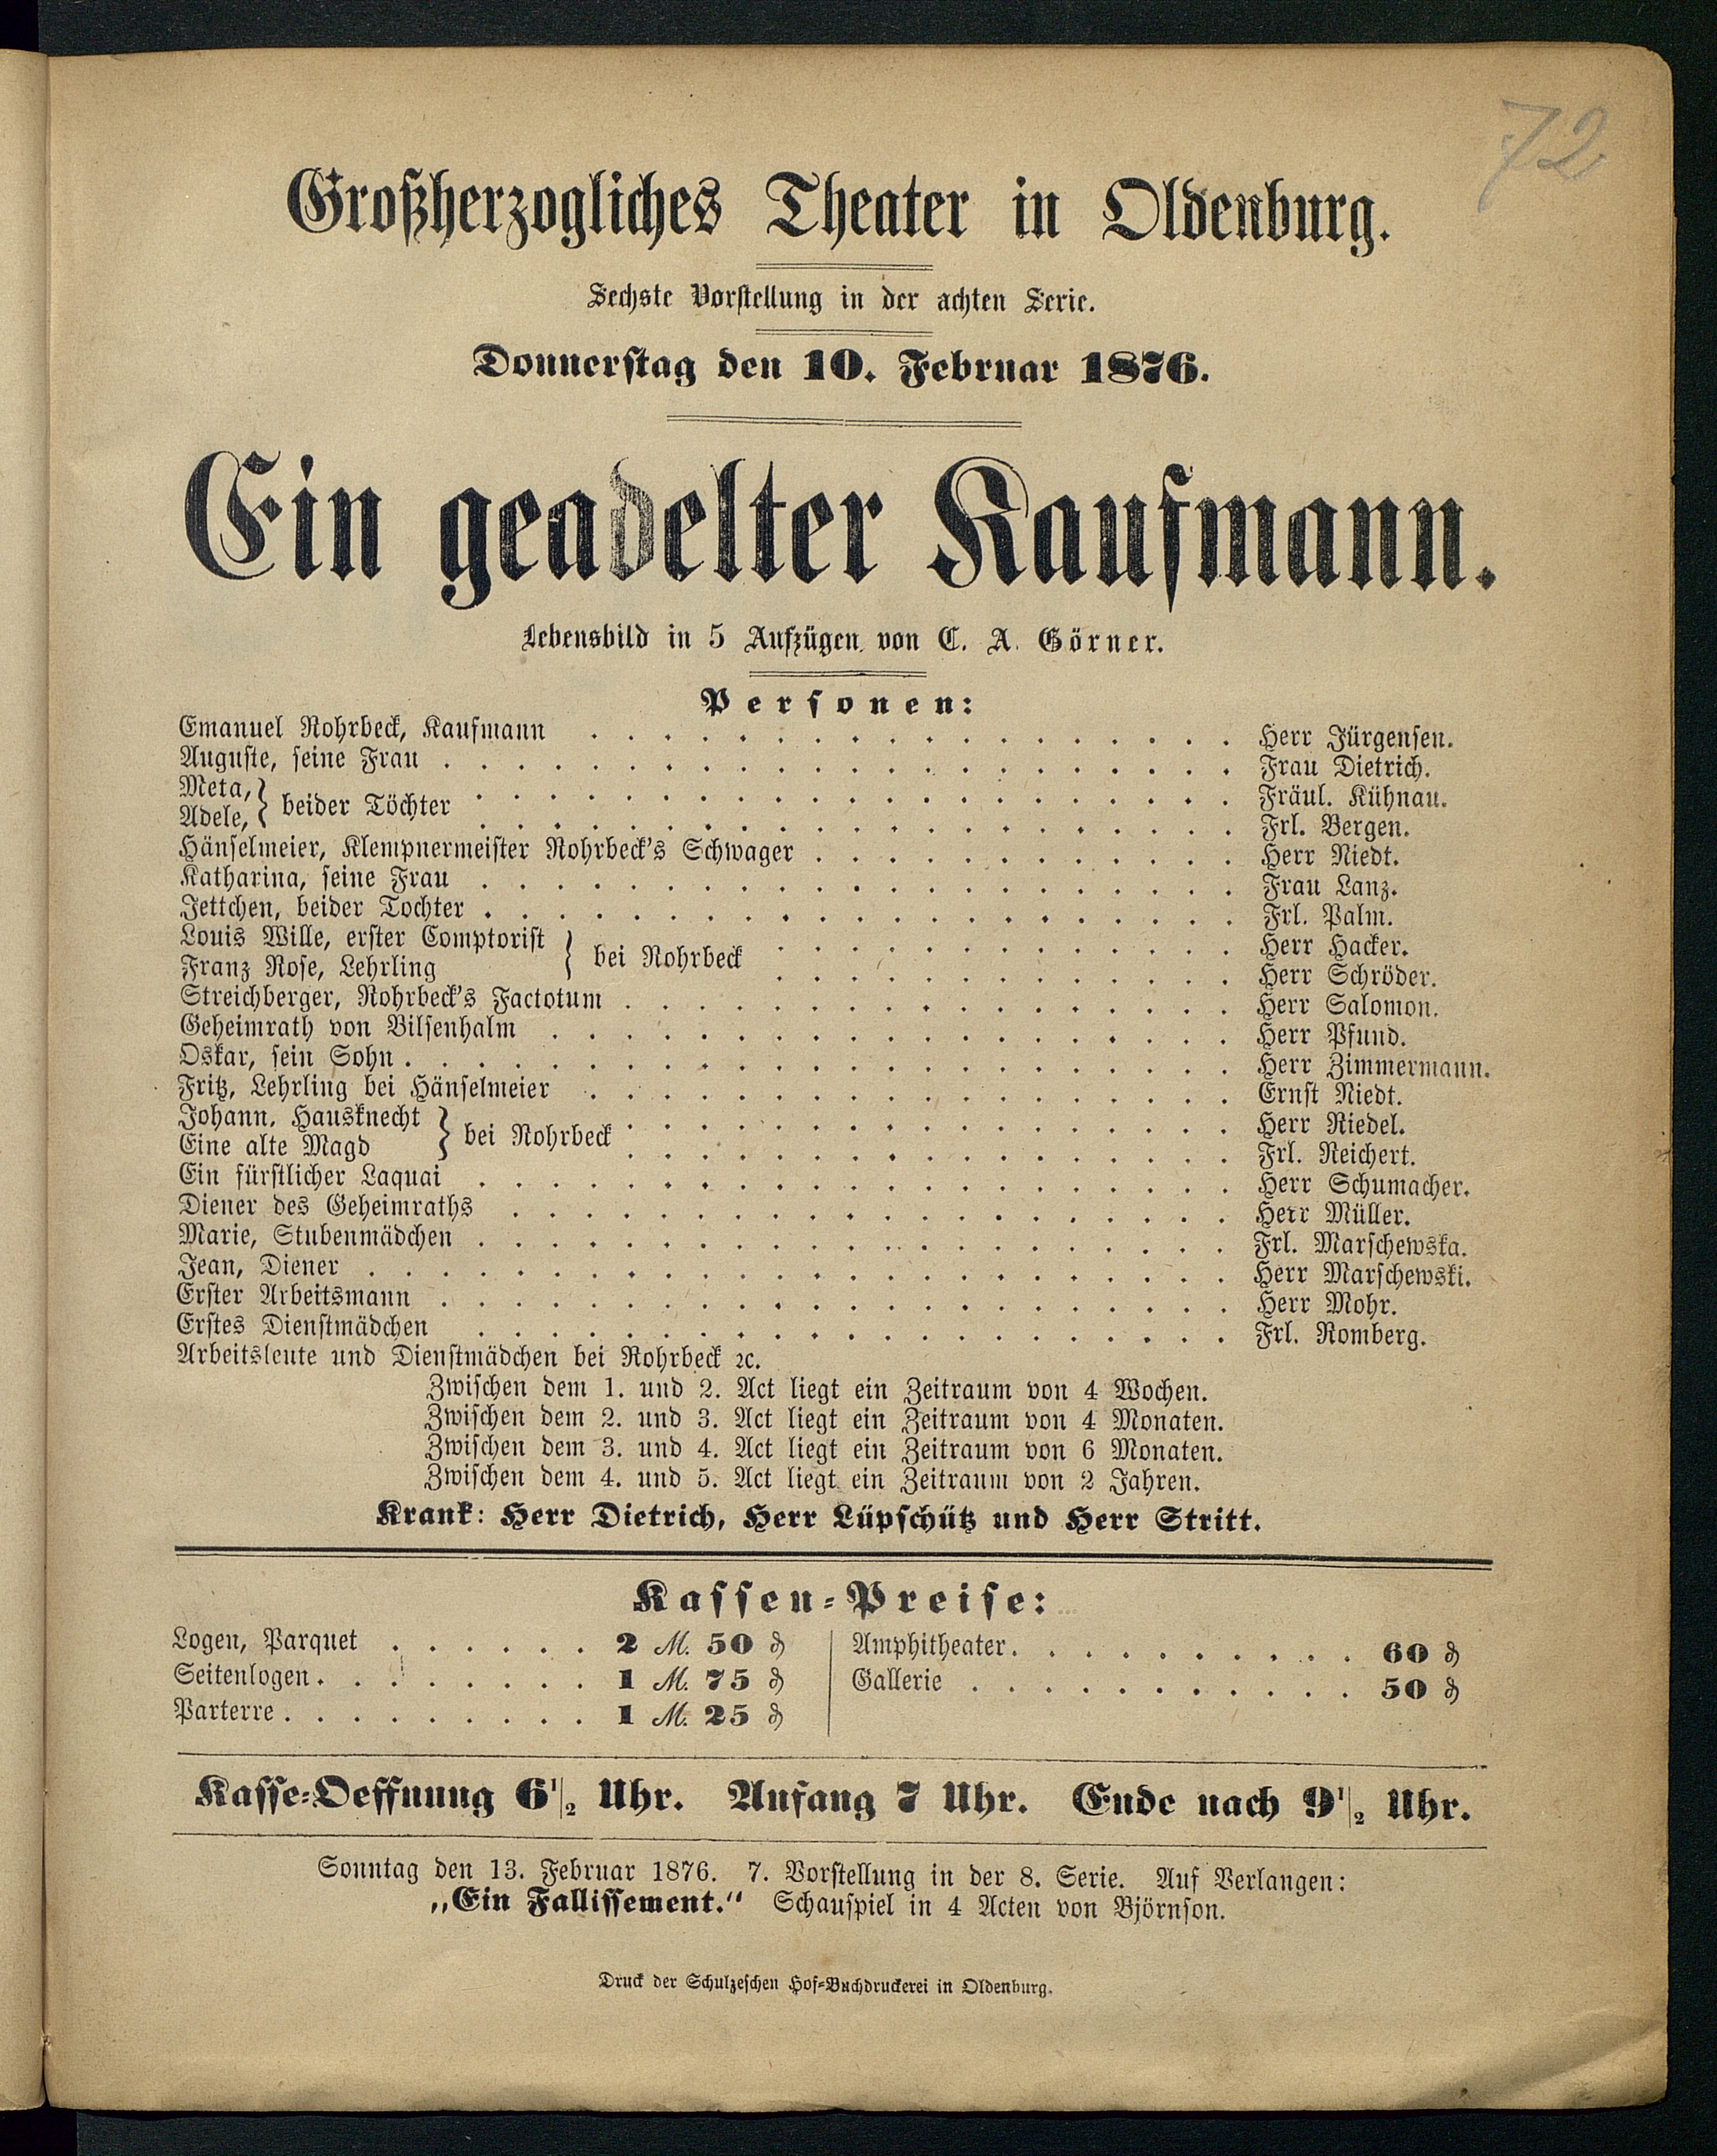 72
Großherzogliches Theater in Oldenburg.
Sechste Vorstellung in der achten Serie.
Donnerstag den 10. Februar 1876.
Ein geadelter Kaufmann.
Lebensbild in 5 Aufzügen von C. A. Görner.
Personen:
Emanuel Rohrbeck, Kaufmann . . . . . . . . . . . . . . . . . . Herr Jürgensen.
Auguste, seine Frau . . . . . . . . . . . . . . . . . . . . . . Frau Dietrich.
Meta, } beider Töchter . . . . . . . . . . . . . . . . . . . . . Fräul. Kühnau.
Adele, . . . . . . . . . . . . . . . . . . . . . Frl. Bergen.
Hänselmeier, Klempnermeister Rohrbeck's Schwager . . . . . . . . . . . . Herr Niedt.
Katharina, seine Frau . . . . . . . . . . . . . . . . . . . . . Frau Lanz.
Jettchen, beider Tochter . . . . . . . . . . . . . . . . . . . . . Frl. Palm.
Louis Wille, erster Comptorist } bei Rohrbeck . . . . . . . . . . . . . Herr Hacker.
Franz Rose, Lehrling . . . . . . . . . . . . . Herr Schröder.
Streichberger, Rohrbeck's Factotum . . . . . . . . . . . . . . . . . Herr Salomon.
Geheimrath von Bilsenhalm . . . . . . . . . . . . . . . . . . . Herr Pfund.
Oskar, sein Sohn . . . . . . . . . . . . . . . . . . . . . . . Herr Zimmermann.
Fritz, Lehrling bei Hänselmeier . . . . . . . . . . . . . . . . . . Ernst Niedt.
Johann, Hausknecht } bei Rohrbeck . . . . . . . . . . . . . . . . . Herr Riedel.
Eine alte Magd . . . . . . . . . . . . . . . . . Frl. Reichert.
Ein fürstlicher Laquai . . . . . . . . . . . . . . . . . . . . . Herr Schumacher.
Diener des Geheimraths . . . . . . . . . . . . . . . . . . . . Herr Müller.
Marie, Stubenmädchen . . . . . . . . . . . . . . . . . . . . . Frl. Marschewska.
Jean, Diener . . . . . . . . . . . . . . . . . . . . . . . . Herr Marschewski.
Erster Arbeitsmann . . . . . . . . . . . . . . . . . . . . . . Herr Mohr.
Erstes Dienstmädchen . . . . . . . . . . . . . . . . . . . . . Frl. Romberg.
Arbeitsleute und Dienstmädchen bei Rohrbeck ꝛc.
Zwischen dem 1. und 2. Act liegt ein Zeitraum von 4 Wochen.
Zwischen dem 2. und 3. Act liegt ein Zeitraum von 4 Monaten.
Zwischen dem 3. und 4. Act liegt ein Zeitraum von 6 Monaten.
Zwischen dem 4. und 5. Act liegt ein Zeitraum von 2 Jahren.
Krank: Herr Dietrich, Herr Lüpschütz und Herr Stritt.
Kassen-Preise:
Logen, Parquet . . . . . . 2 M. 50 ₰
Seitenlogen . . . . . . . . 1 M. 75 ₰
Parterre . . . . . . . . . 1 M. 25 ₰
Amphitheater . . . . . . . . . . 60 ₰
Gallerie . . . . . . . . . . . 50 ₰
Kasse-Oeffnung 6 1/2 Uhr. Anfang 7 Uhr. Ende nach 9 1/2 Uhr.
Sonntag den 13. Februar 1876. 7. Vorstellung in der 8. Serie. Auf Verlangen:
„Ein Fallissement." Schauspiel in 4 Acten von Björnson.
Druck der Schulzeschen Hof-Buchdruckerei in Oldenburg.